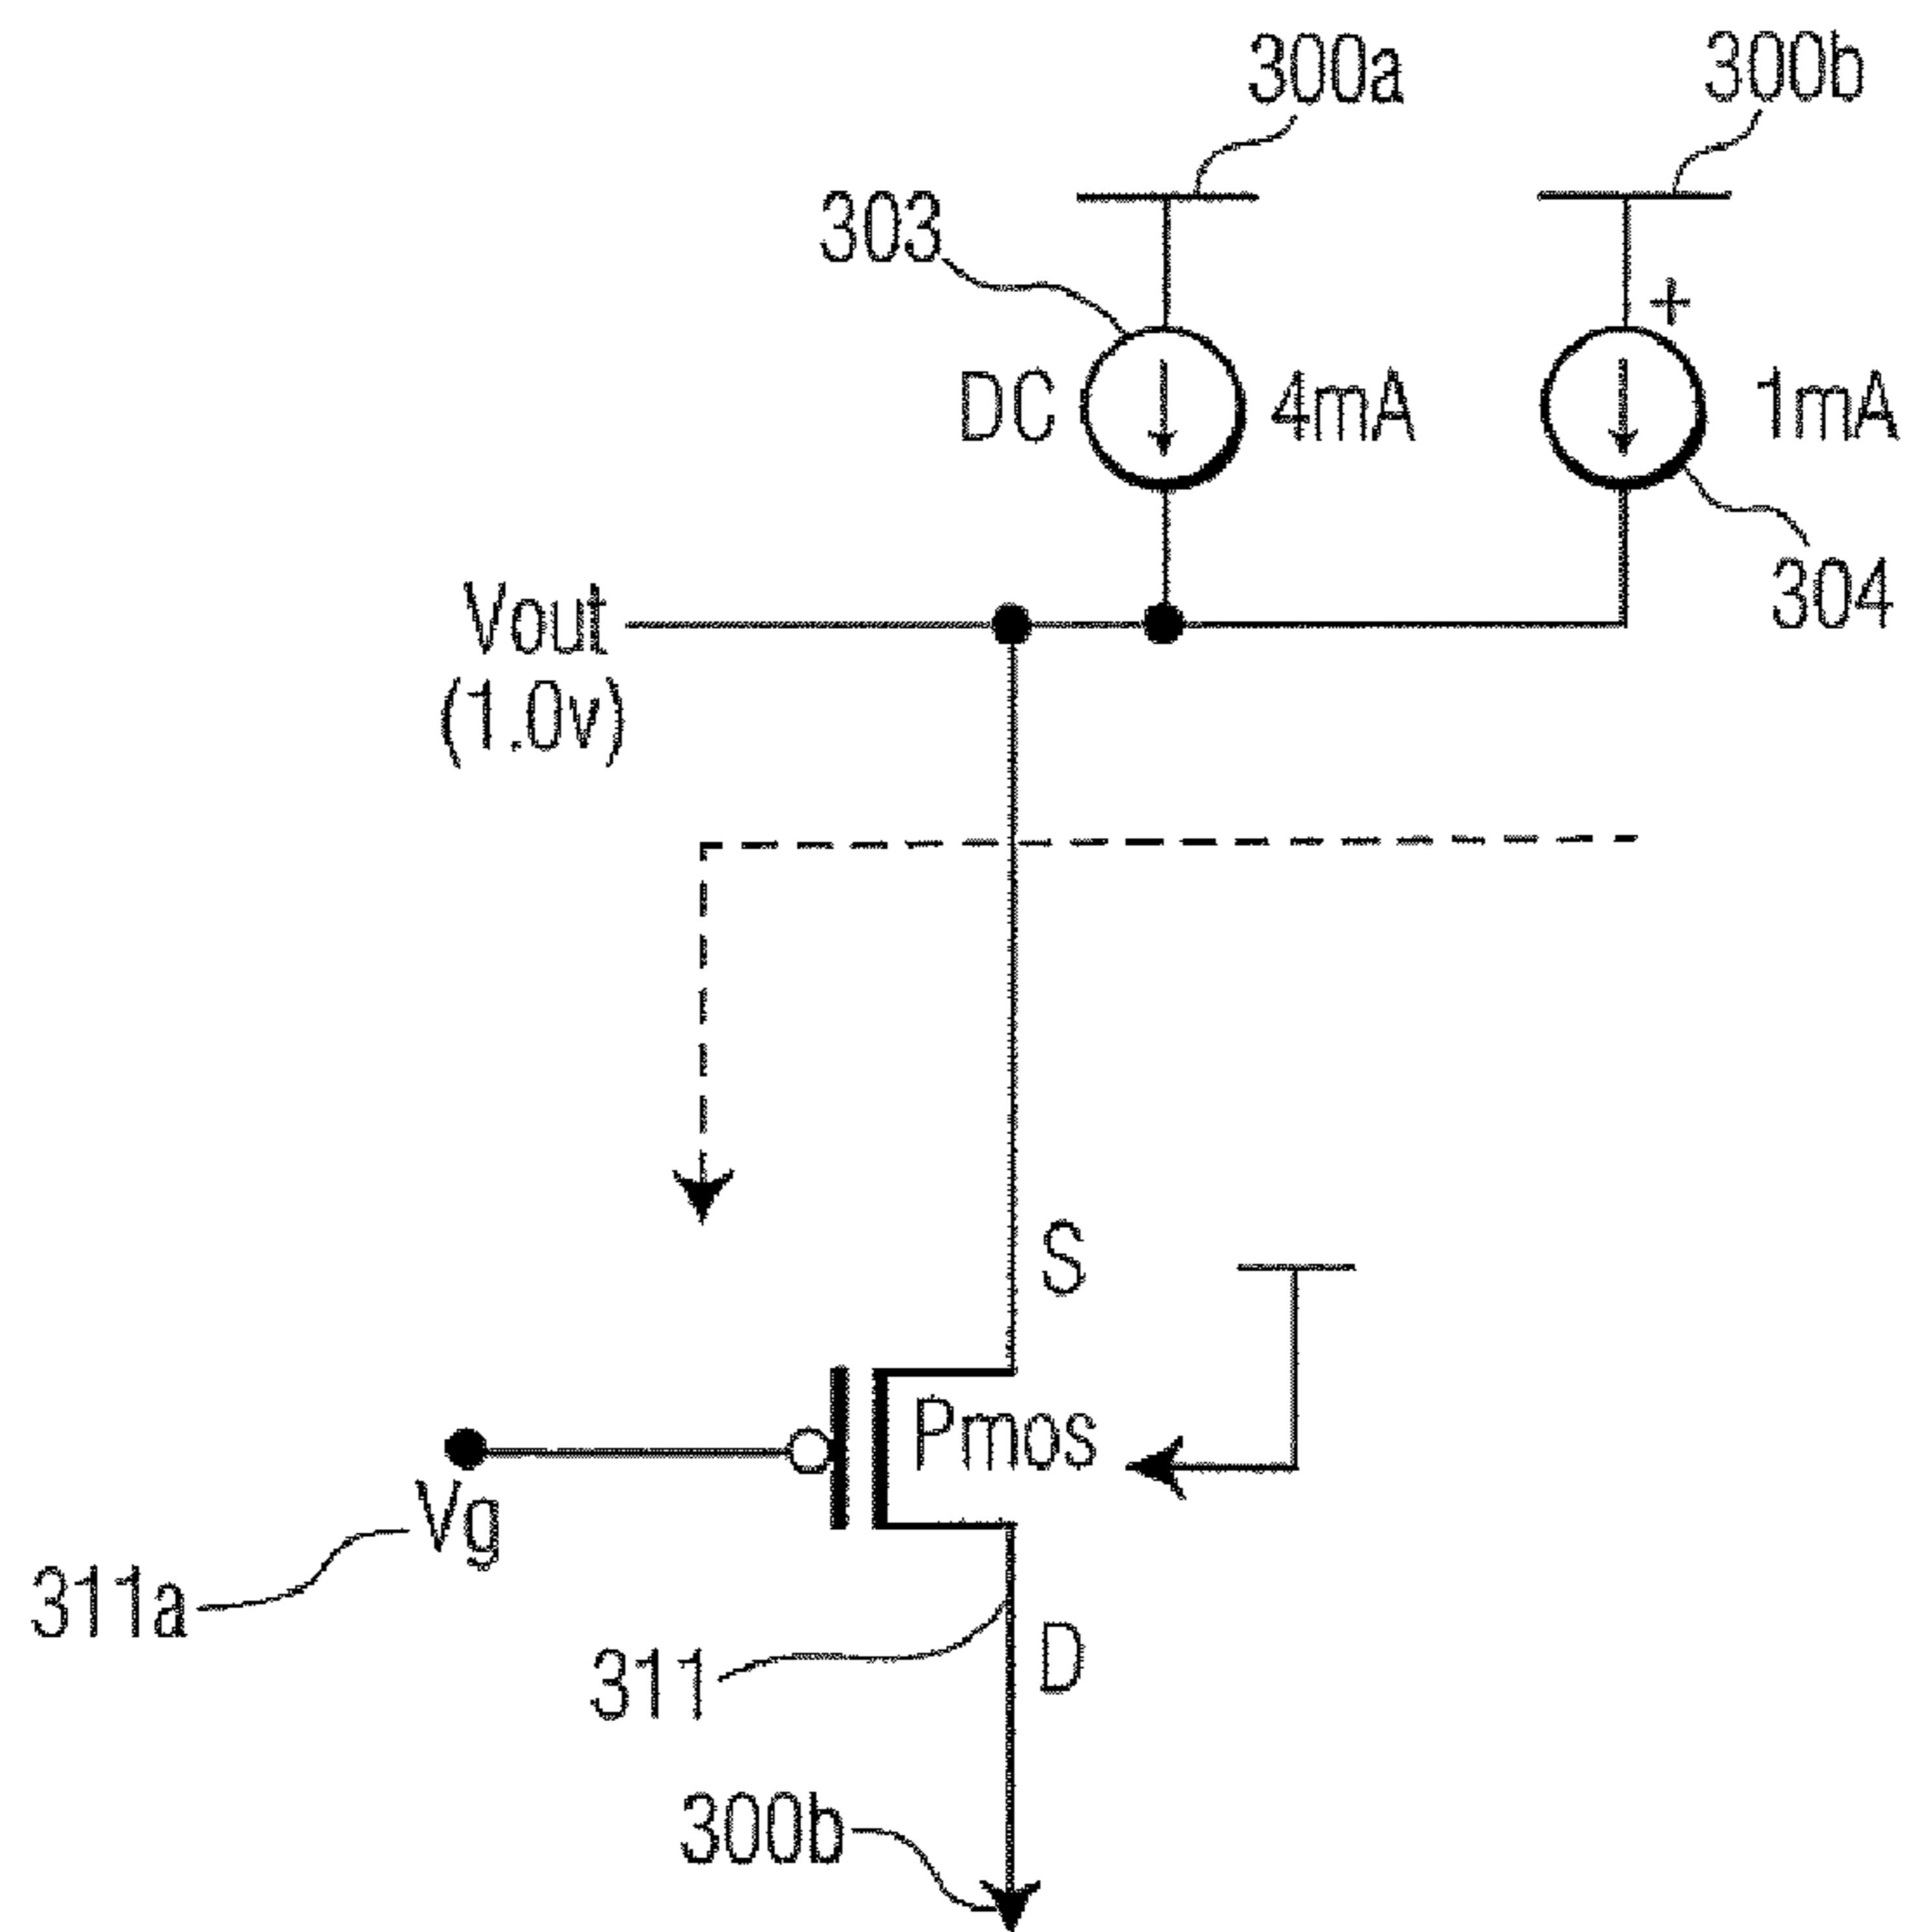 300a
300b
303
+
DC
4mA
1mA
304
Vout
(1.0v)
S
Pmos
Vg
311a
311
D
300b